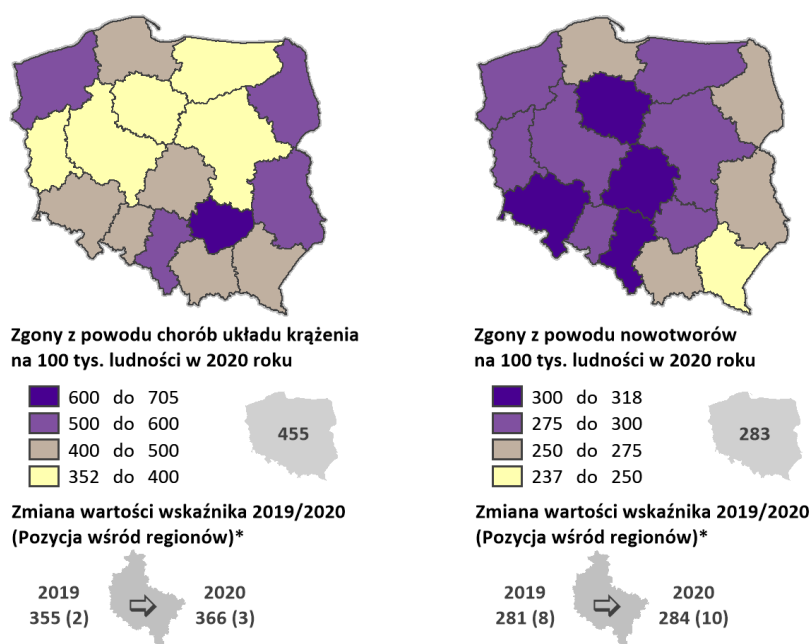 Zgony z powodu chorób układu krążenia
na 100 tys. ludności w 2020 roku
600 do 705
500 do 600
400 do 500
352 do 400
455
Zmiana wartości wskaźnika 2019/2020
(Pozycja wśród regionów)*
2019
355 (2)
2020
366 (3)
Zgony z powodu nowotworów
na 100 tys. ludności w 2020 roku
300 do 318
275 do 300
250 do 275
237 do 250
283
Zmiana wartości wskaźnika 2019/2020
(Pozycja wśród regionów)*
2019
281 (8)
2020
284 (10)